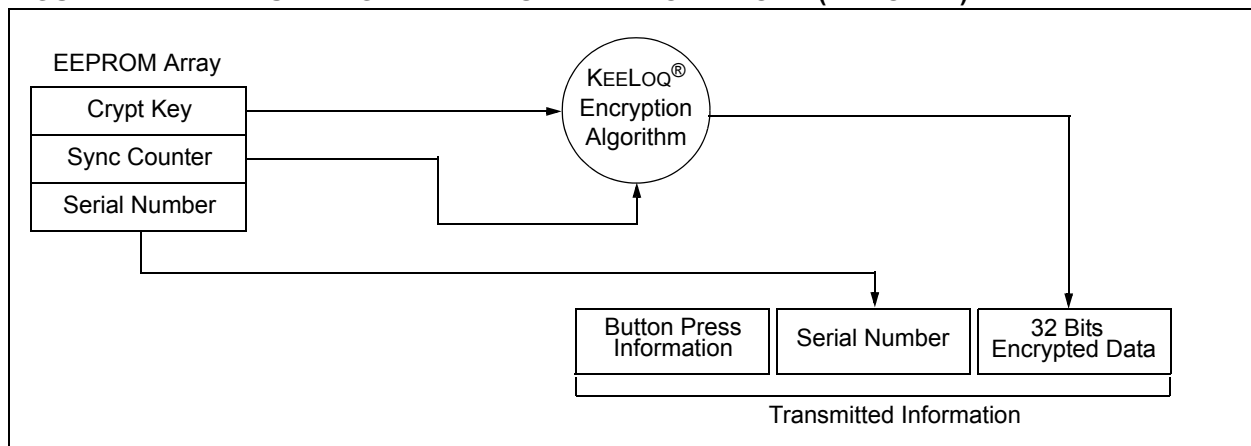 EEPROM Array
Crypt Key
Sync Counter
Serial Number
KEELOQ®
Encryption
Algorithm
Button Press
Information
Serial Number
32 Bits
Encrypted Data
Transmitted Information